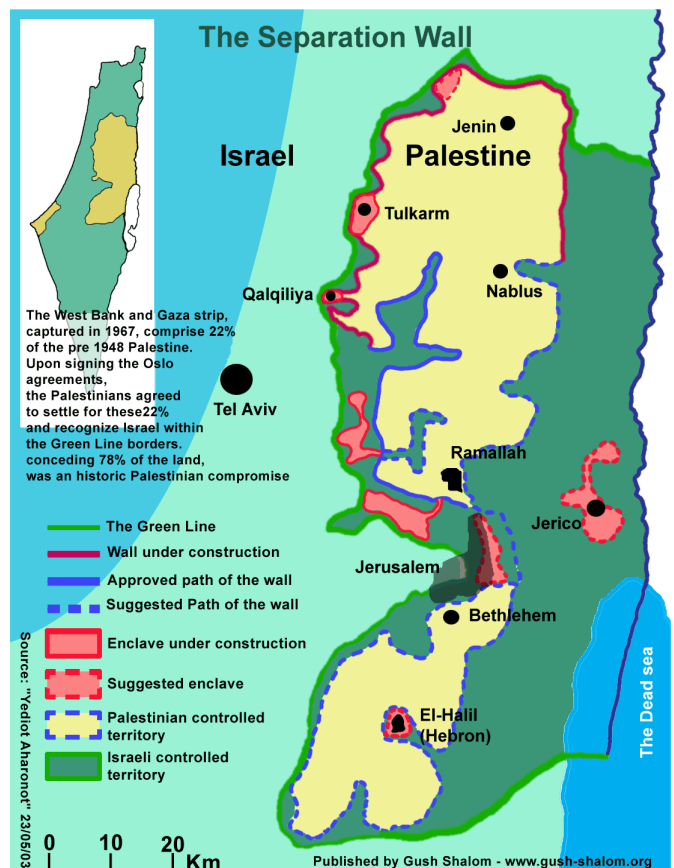 The Separation Wall
Israel
Palestine
Jenin
Tulkarm
Qalqiliya
Nablus
The West Bank and Gaza strip,
captured in 1967, comprise 22%
of the pre 1948 Palestine.
Upon signing the Oslo
agreements,
the Palestinians agreed
to settle for these22%
and recognize Israel within
the Green Line borders.
conceding 78% of the land,
was an historic Palestinian compromise
Tel Aviv
Ramallah
Jerico
Jerusalem
Bethlehem
El-Halil
(Hebron)
The Dead sea
The Green Line
Wall under construction
Approved path of the wall
Suggested Path of the wall
Enclave under construction
Suggested enclave
Palestinian controlled
territory
Israeli controlled
territory
Source: "Yediot Aharonot" 23/05/03
0 10 20
Km
Published by Gush Shalom - www.gush-shalom.org